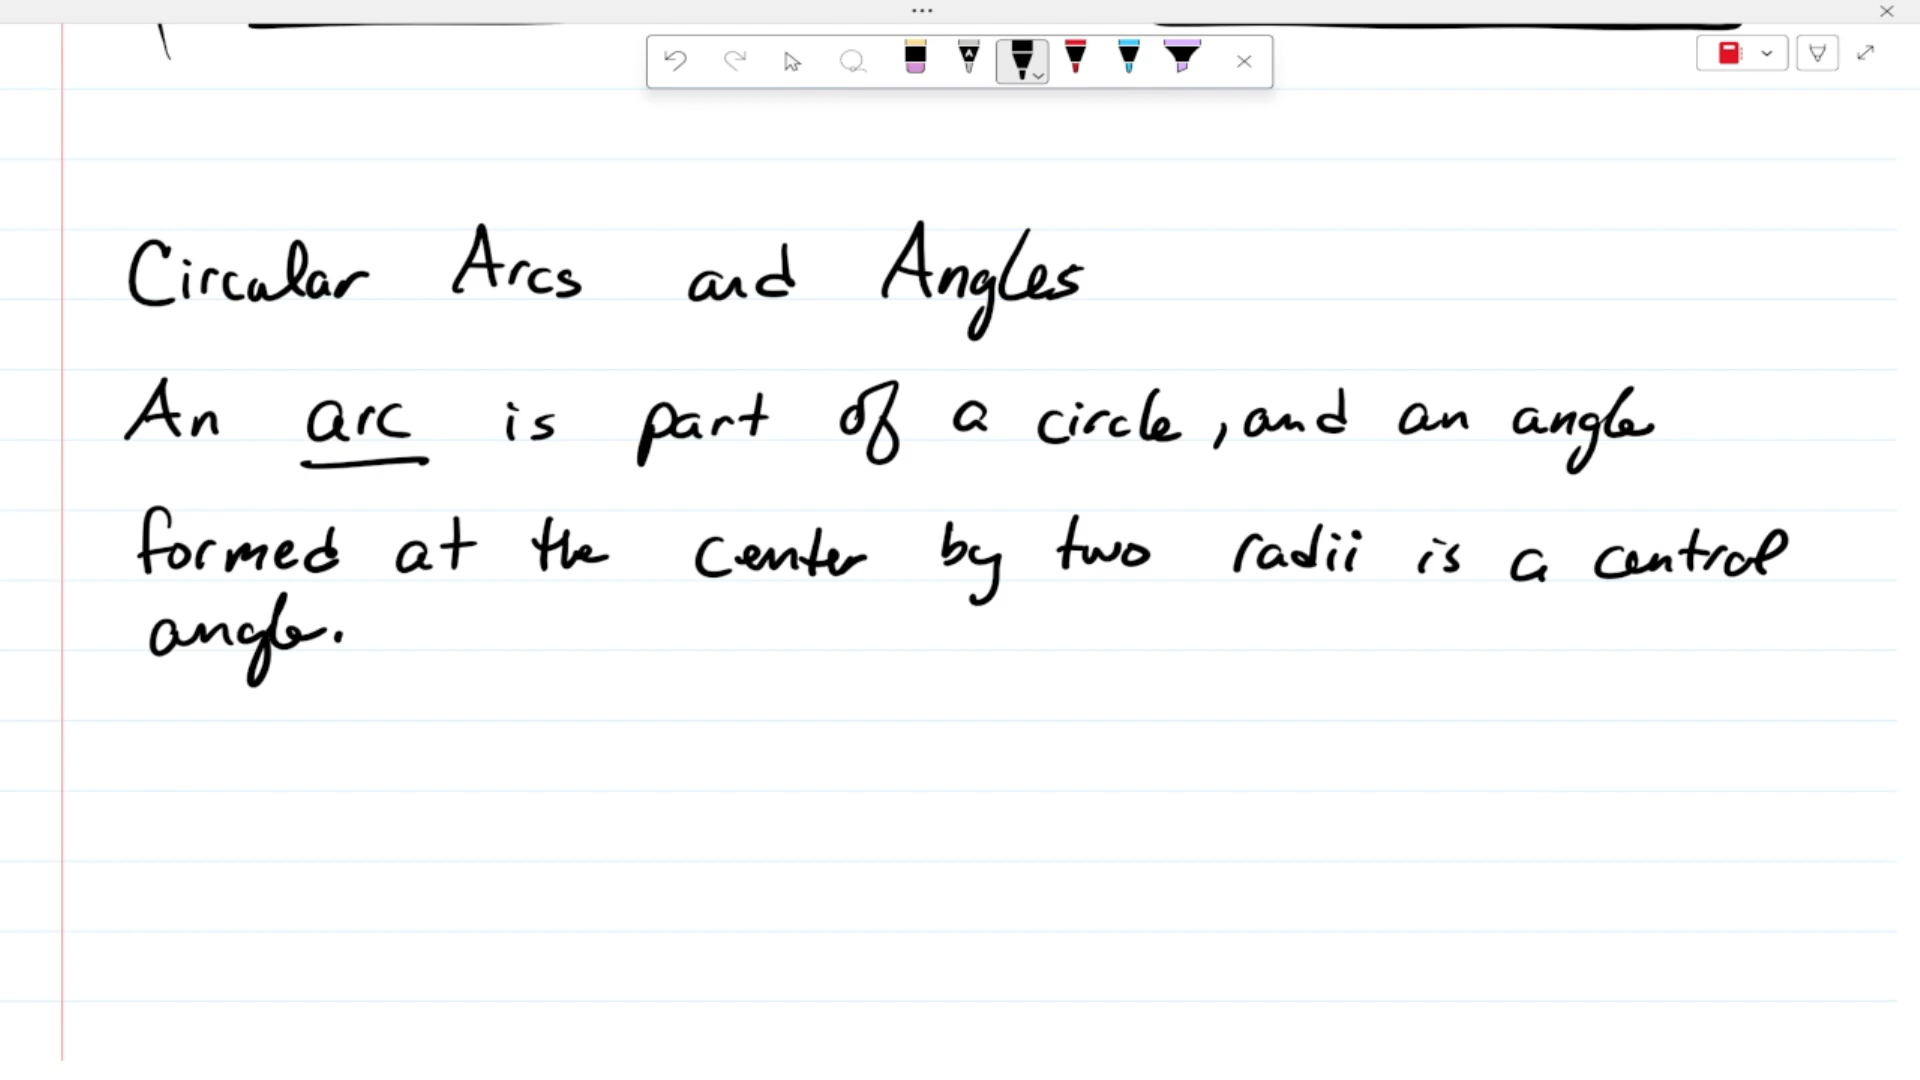 Circular Arcs and Angles
An arc is part of a circle, and an angle
formed at the center by two radii is a central
angle.